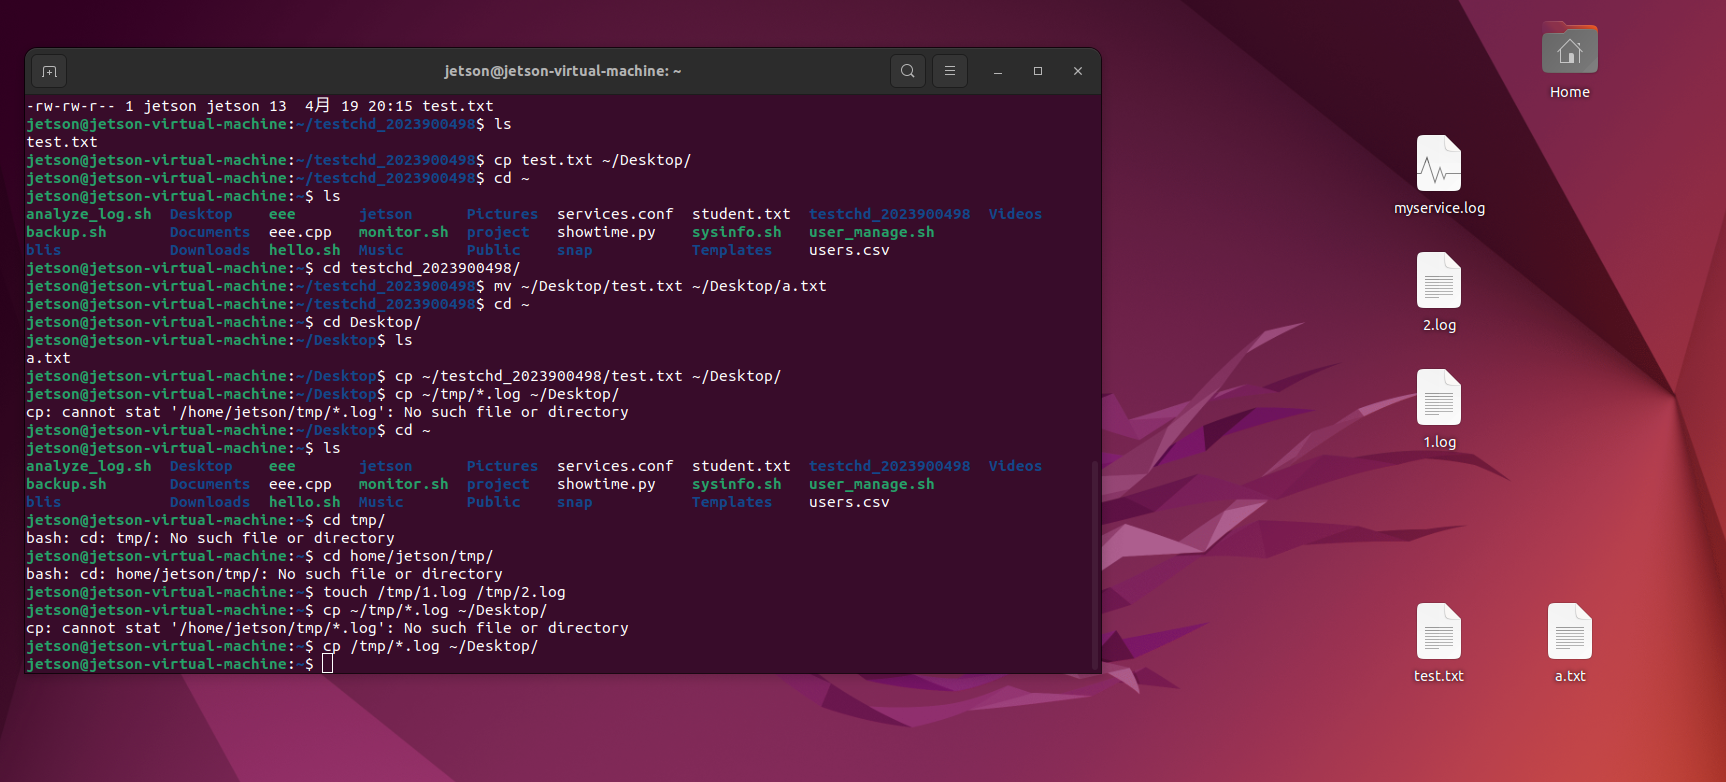 jetson@jetson-virtual-machine: ~
-rw-rw-r-- 1 jetson jetson 13  4月 19 20:15 test.txt
jetson@jetson-virtual-machine:~/testchd_2023900498$ ls
test.txt
jetson@jetson-virtual-machine:~/testchd_2023900498$ cp test.txt ~/Desktop/
jetson@jetson-virtual-machine:~/testchd_2023900498$ cd ~
jetson@jetson-virtual-machine:~$ ls
analyze_log.sh  Desktop    eee       jetson      Pictures  services.conf  student.txt  testchd_2023900498  Videos
backup.sh       Documents  eee.cpp   monitor.sh  project   showtime.py    sysinfo.sh   user_manage.sh
blis            Downloads  hello.sh  Music       Public    snap           Templates    users.csv
jetson@jetson-virtual-machine:~$ cd testchd_2023900498/
jetson@jetson-virtual-machine:~/testchd_2023900498$ mv ~/Desktop/test.txt ~/Desktop/a.txt
jetson@jetson-virtual-machine:~/testchd_2023900498$ cd ~
jetson@jetson-virtual-machine:~$ cd Desktop/
jetson@jetson-virtual-machine:~/Desktop$ ls
a.txt
jetson@jetson-virtual-machine:~/Desktop$ cp ~/testchd_2023900498/test.txt ~/Desktop/
jetson@jetson-virtual-machine:~/Desktop$ cp ~/tmp/*.log ~/Desktop/
cp: cannot stat '/home/jetson/tmp/*.log': No such file or directory
jetson@jetson-virtual-machine:~/Desktop$ cd ~
jetson@jetson-virtual-machine:~$ ls
analyze_log.sh  Desktop    eee       jetson      Pictures  services.conf  student.txt  testchd_2023900498  Videos
backup.sh       Documents  eee.cpp   monitor.sh  project   showtime.py    sysinfo.sh   user_manage.sh
blis            Downloads  hello.sh  Music       Public    snap           Templates    users.csv
jetson@jetson-virtual-machine:~$ cd tmp/
bash: cd: tmp/: No such file or directory
jetson@jetson-virtual-machine:~$ cd home/jetson/tmp/
bash: cd: home/jetson/tmp/: No such file or directory
jetson@jetson-virtual-machine:~$ touch /tmp/1.log /tmp/2.log
jetson@jetson-virtual-machine:~$ cp ~/tmp/*.log ~/Desktop/
cp: cannot stat '/home/jetson/tmp/*.log': No such file or directory
jetson@jetson-virtual-machine:~$ cp /tmp/*.log ~/Desktop/
jetson@jetson-virtual-machine:~$
Home
myservice.log
2.log
1.log
test.txt
a.txt